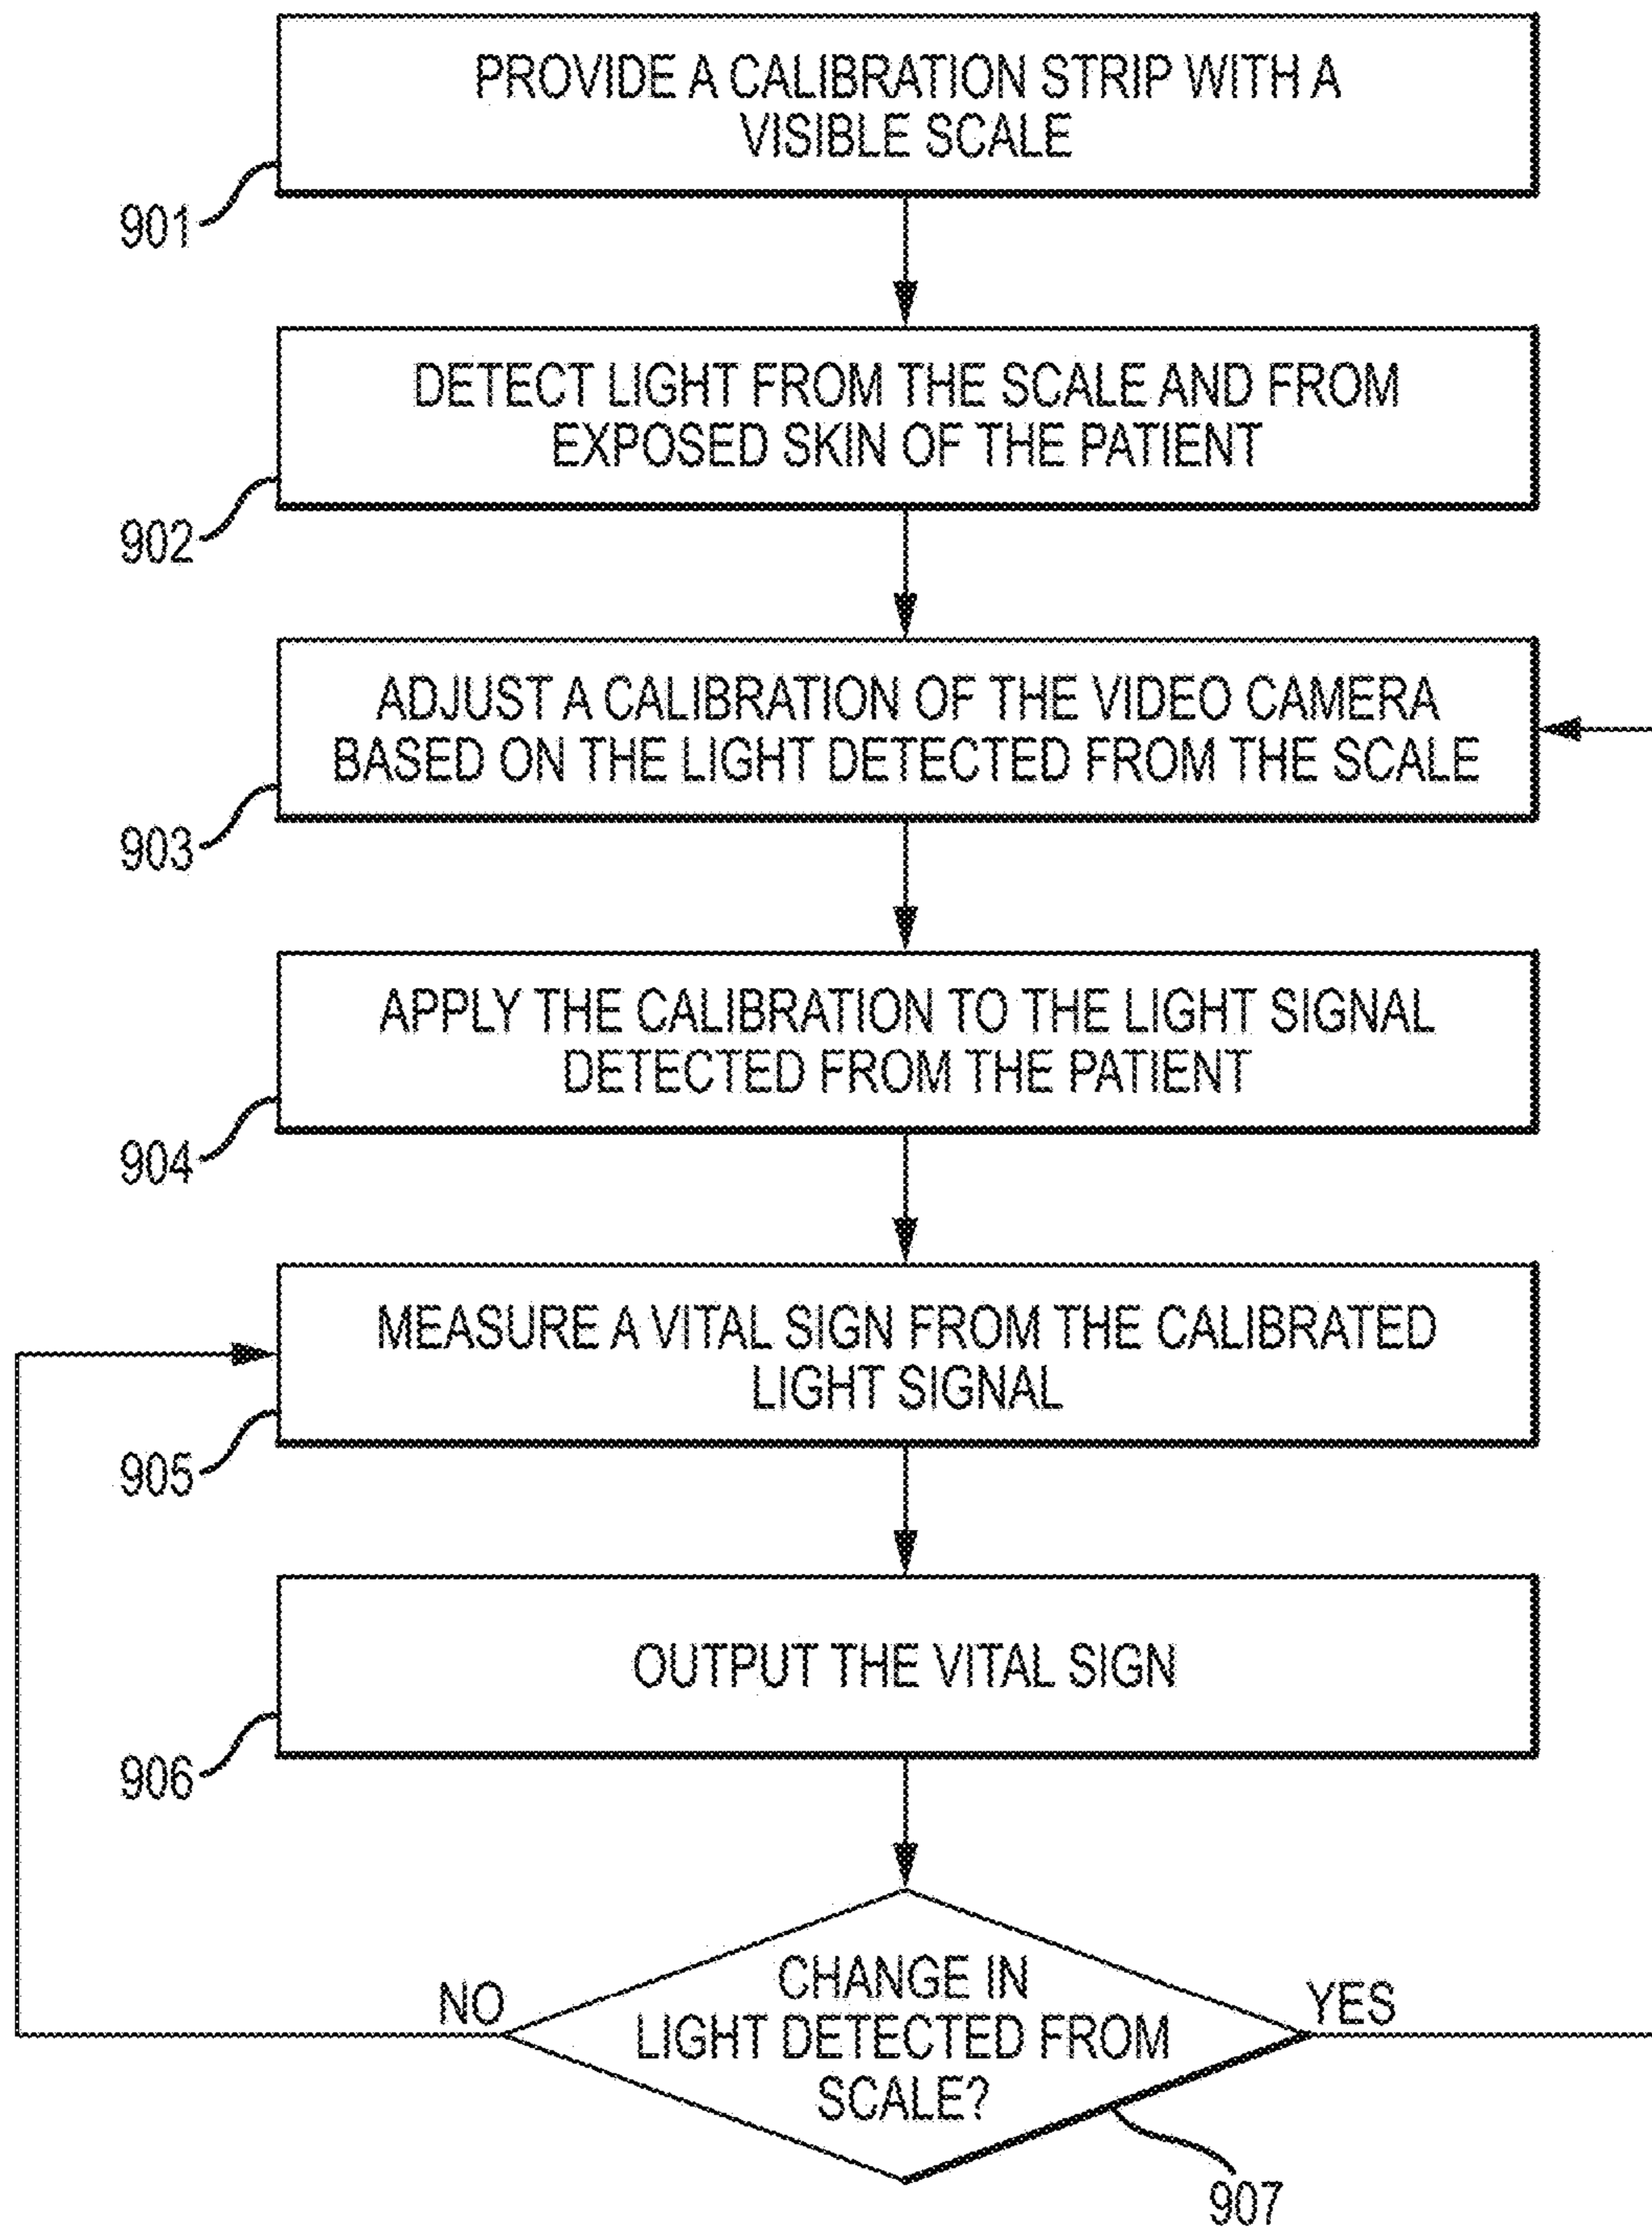 PROVIDE A CALIBRATION STRIP WITH A
VISIBLE SCALE
901
DETECT LIGHT FROM THE SCALE AND FROM
EXPOSED SKIN OF THE PATIENT
902
ADJUST A CALIBRATION OF THE VIDEO CAMERA
BASED ON THE LIGHT DETECTED FROM THE SCALE
903
APPLY THE CALIBRATION TO THE LIGHT SIGNAL
DETECTED FROM THE PATIENT
904
MEASURE A VITAL SIGN FROM THE CALIBRATED
LIGHT SIGNAL
905
OUTPUT THE VITAL SIGN
906
NO
CHANGE IN
LIGHT DETECTED FROM
SCALE?
YES
907